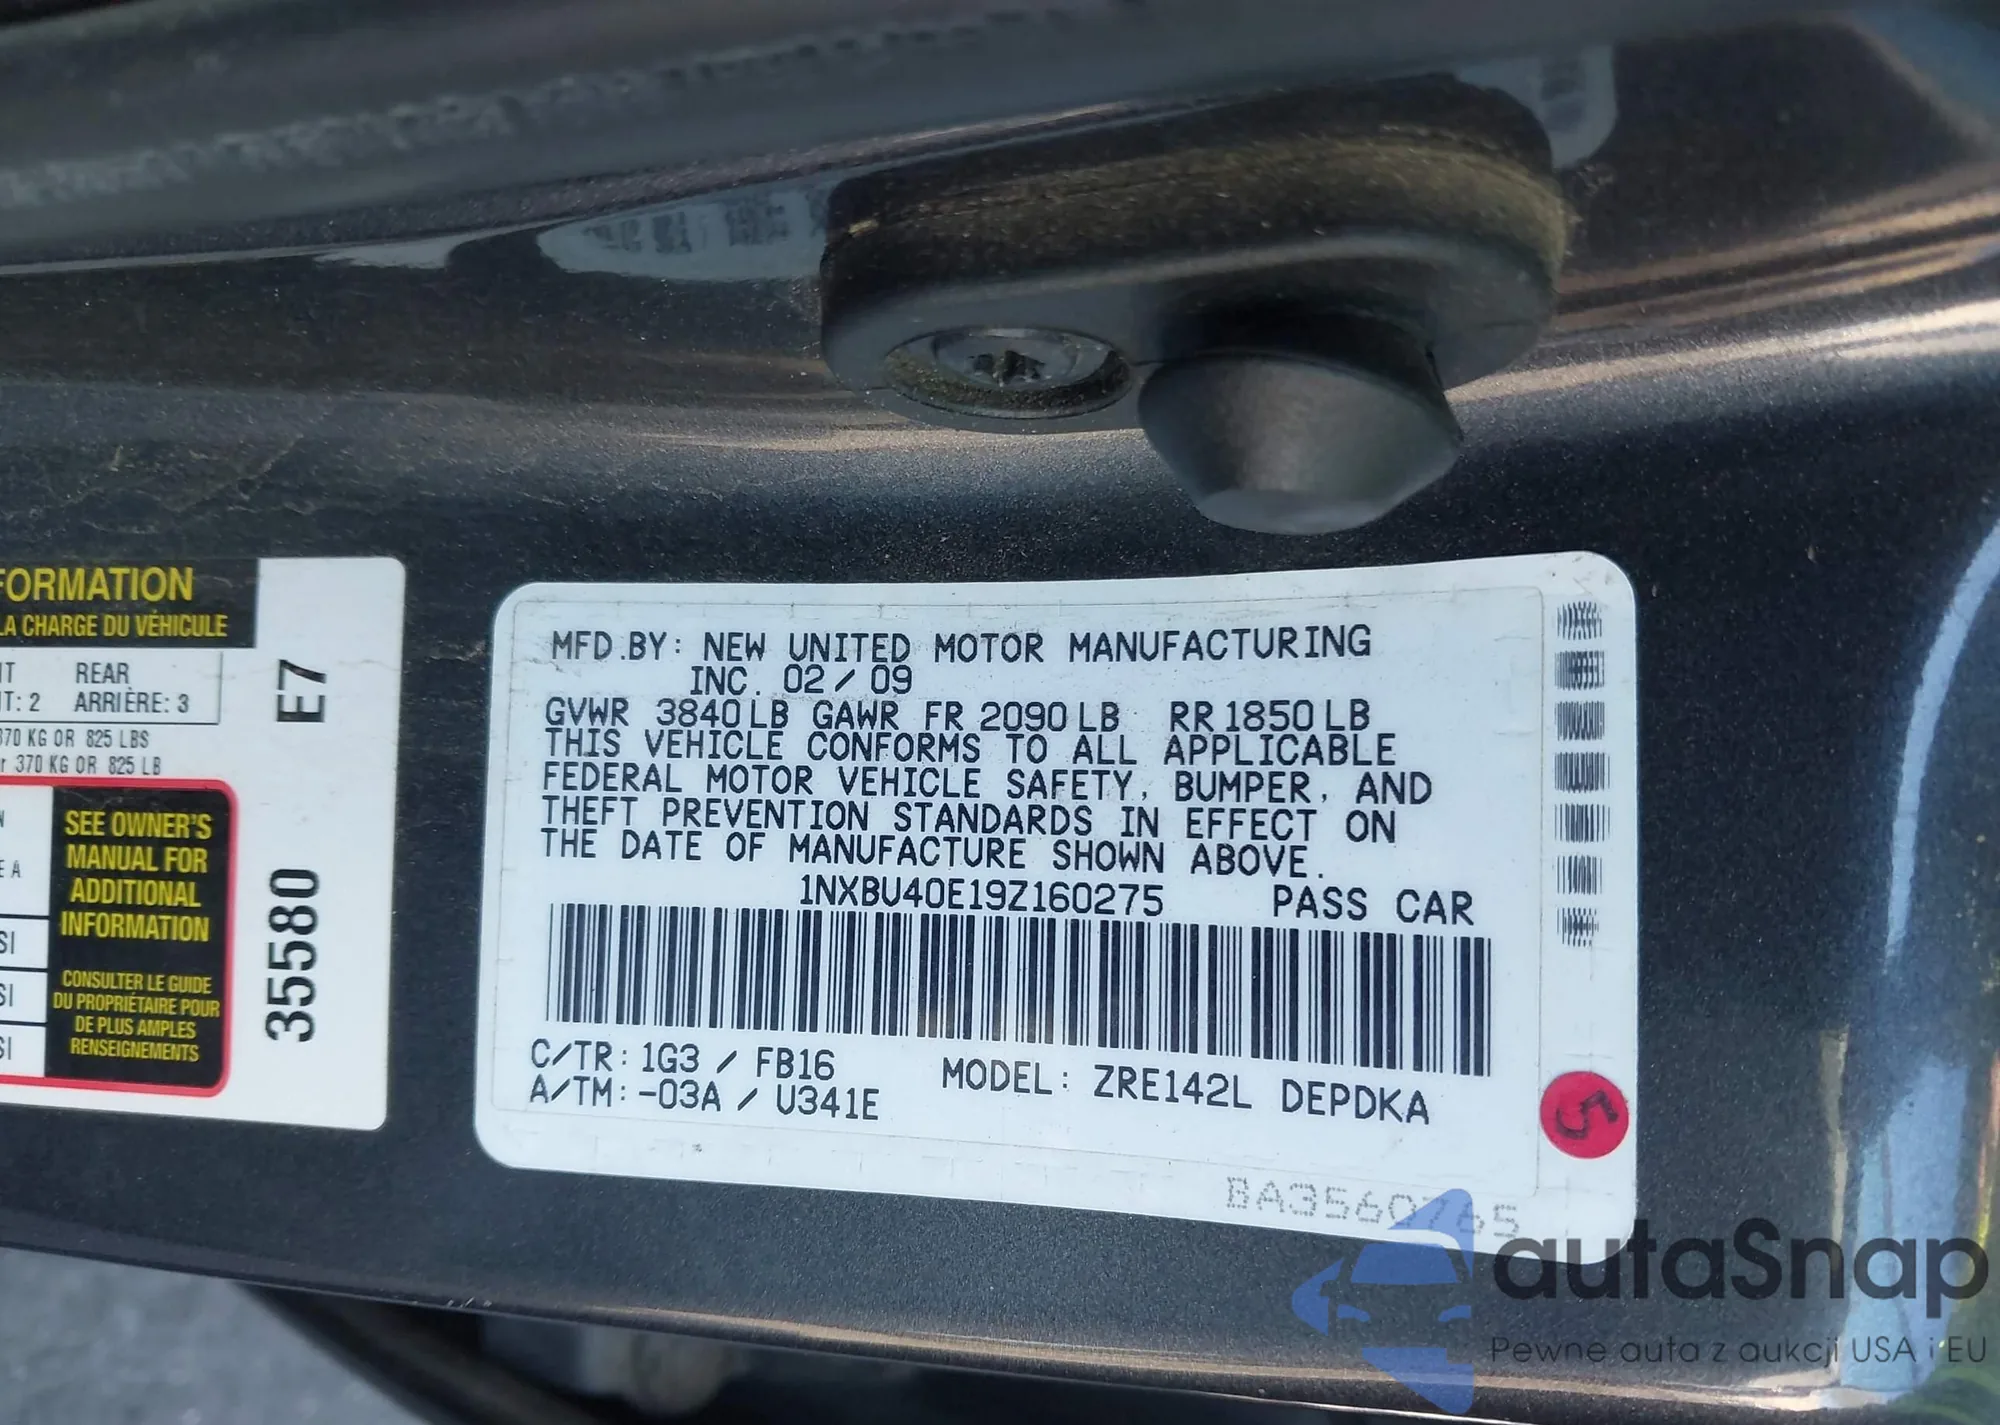 FORMATION
LA CHARGE DU VÉHICULE
REAR
ARRIÈRE: 3
370 KG OR 825 LBS
370 KG OR 825 LB
SEE OWNER'S
MANUAL FOR
ADDITIONAL
INFORMATION
CONSULTER LE GUIDE
DU PROPRIÉTAIRE POUR
DE PLUS AMPLES
RENSEIGNEMENTS
E7
35580
MFD.BY: NEW UNITED MOTOR MANUFACTURING
INC. 02/09
GVWR 3840LB GAWR FR 2090LB RR 1850LB
THIS VEHICLE CONFORMS TO ALL APPLICABLE
FEDERAL MOTOR VEHICLE SAFETY, BUMPER, AND
THEFT PREVENTION STANDARDS IN EFFECT ON
THE DATE OF MANUFACTURE SHOWN ABOVE.
1NXBU40E19Z160275 PASS CAR
C/TR: 1G3 / FB16
A/TM: -03A / U341E
MODEL: ZRE142L DEPDKA
5
BA3560765
autaSnap
Pewne auta z aukcji USA i EU